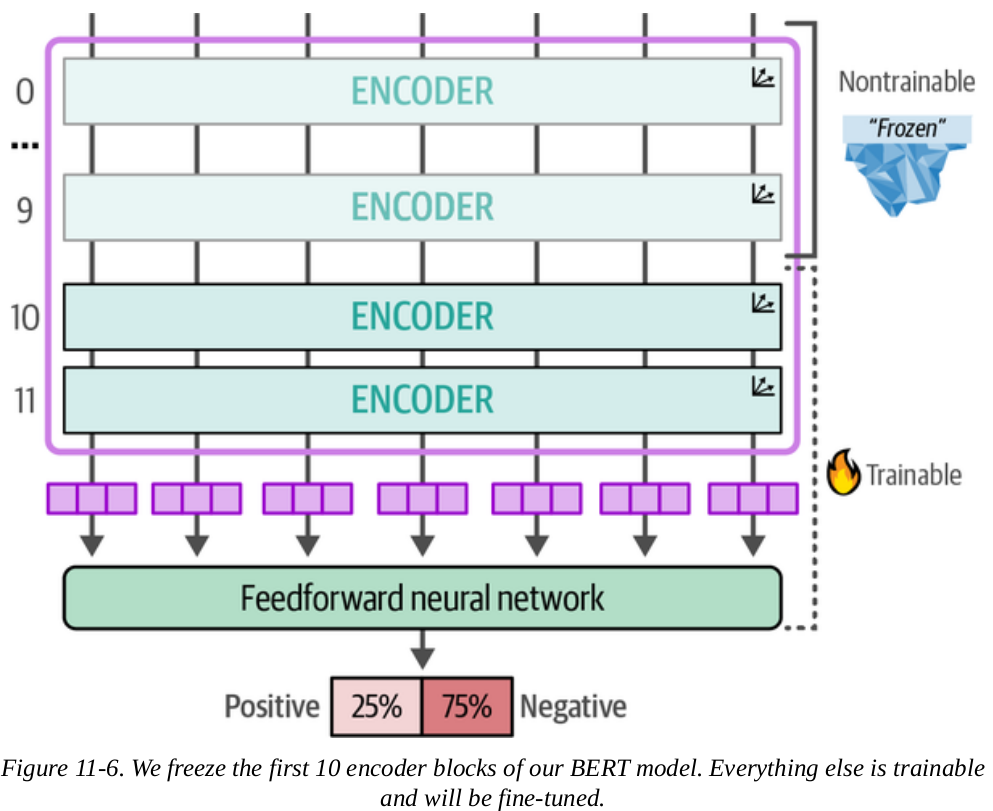 0
ENCODER
Nontrainable
"Frozen"
...
9
ENCODER
10
ENCODER
11
ENCODER
Trainable
Feedforward neural network
Positive 25% 75% Negative
Figure 11-6. We freeze the first 10 encoder blocks of our BERT model. Everything else is trainable
and will be fine-tuned.